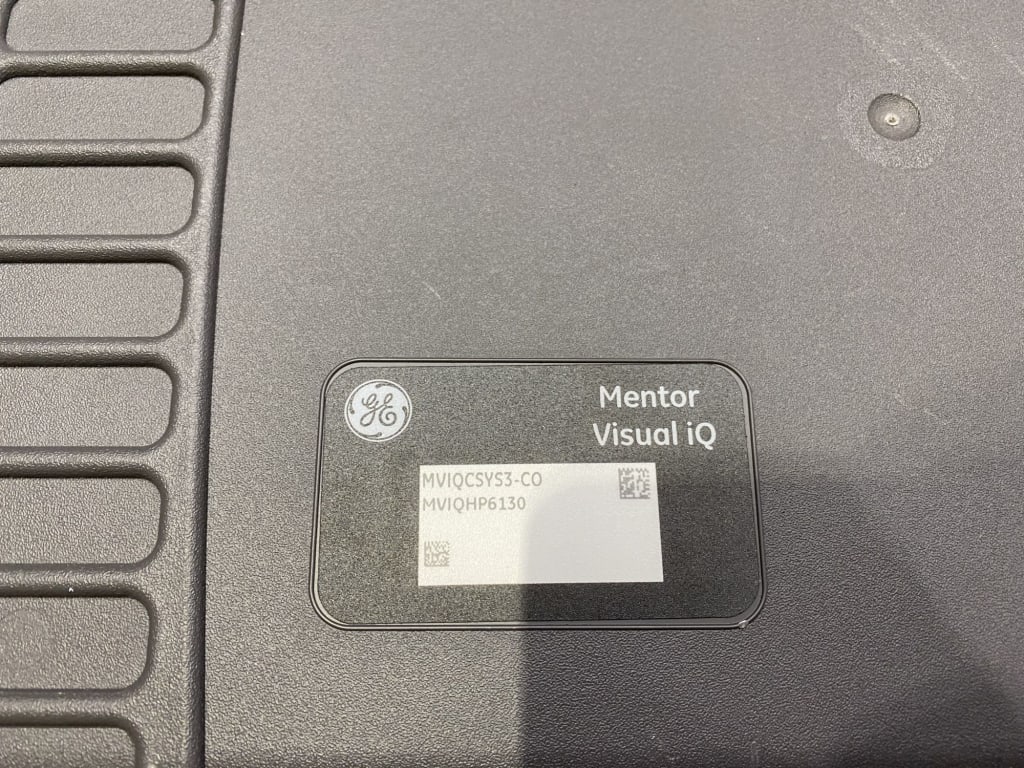 GE
Mentor
Visual iQ
MVIQCSYS3-CO
MVIQHP6130